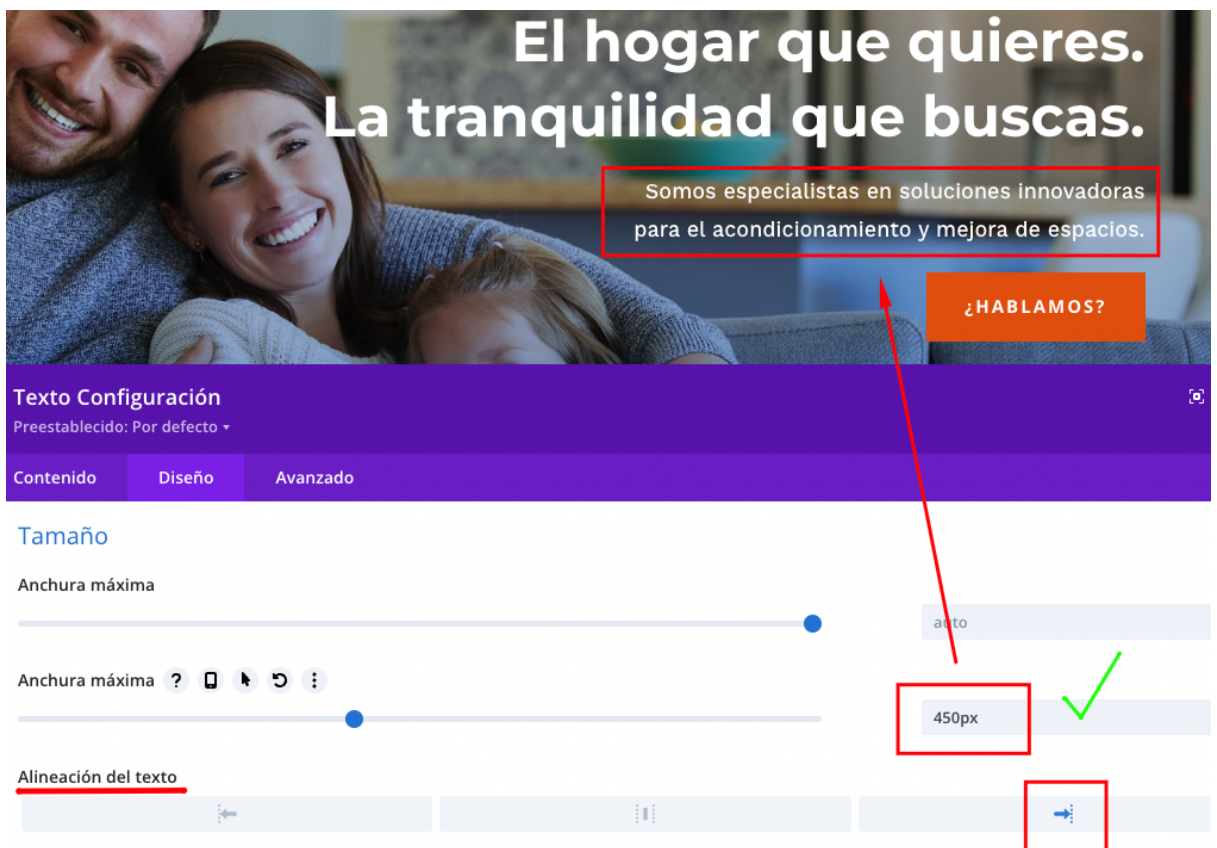 El hogar que quieres.
La tranquilidad que buscas.
Somos especialistas en soluciones innovadoras
para el acondicionamiento y mejora de espacios.
¿HABLAMOS?
Texto Configuración
Preestablecido: Por defecto
Contenido Diseño Avanzado
Tamaño
Anchura máxima
auto
Anchura máxima ?
450px
Alineación del texto